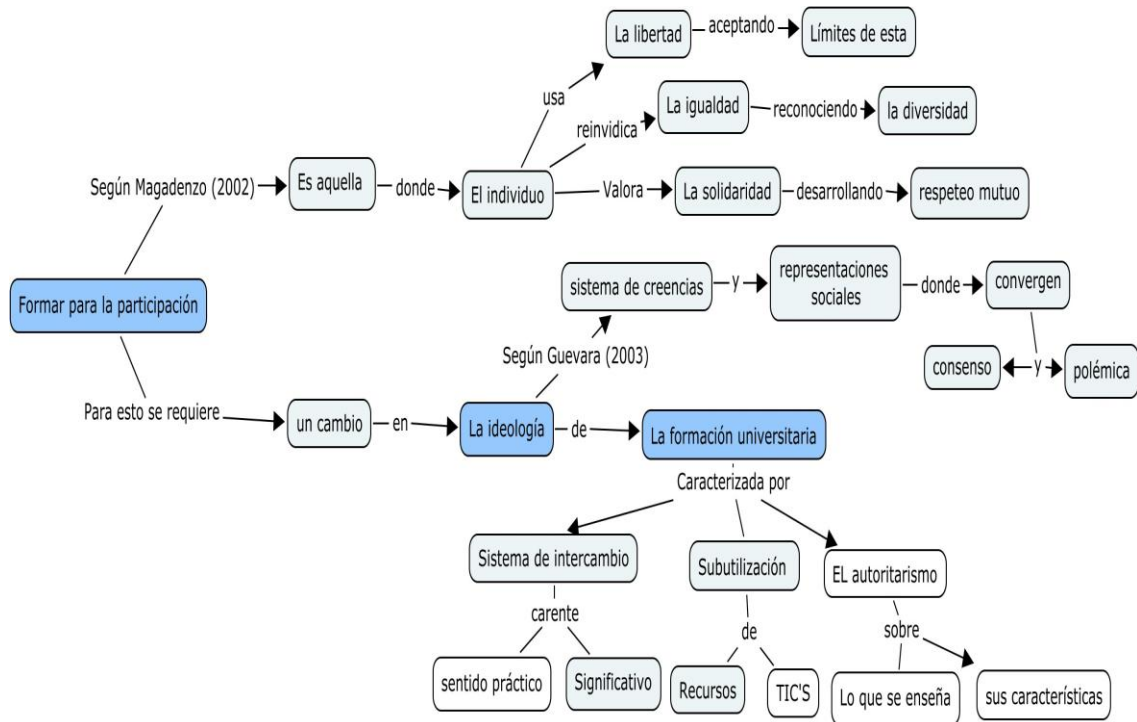 La libertad
aceptando
Límites de esta
usa
La igualdad
reconociendo
la diversidad
reinvidica
Según Magadenzo (2002)
Es aquella
donde
El individuo
Valora
La solidaridad
desarrollando
respeteo mutuo
Formar para la participación
sistema de creencias
y
representaciones
sociales
donde
convergen
Según Guevara (2003)
consenso
y
polémica
Para esto se requiere
un cambio
en
La ideología
de
La formación universitaria
Caracterizada por
Sistema de intercambio
Subutilización
EL autoritarismo
carente
de
sobre
sentido práctico
Significativo
Recursos
TIC'S
Lo que se enseña
sus características